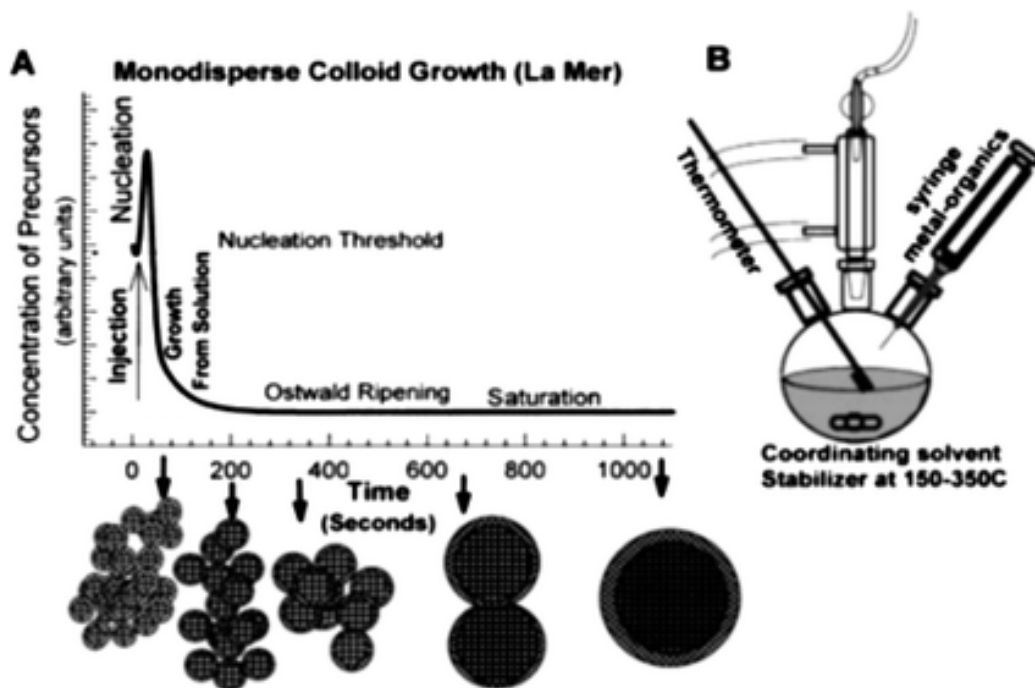 A
Monodisperse Colloid Growth (La Mer)
Concentration of Precursors
(arbitrary units)
Nucleation
Injection
Growth
From Solution
Nucleation Threshold
Ostwald Ripening
Saturation
0
200
400
600
800
1000
Time
(Seconds)
B
Thermometer
syringe
metal-organics
Coordinating solvent
Stabilizer at 150-350C